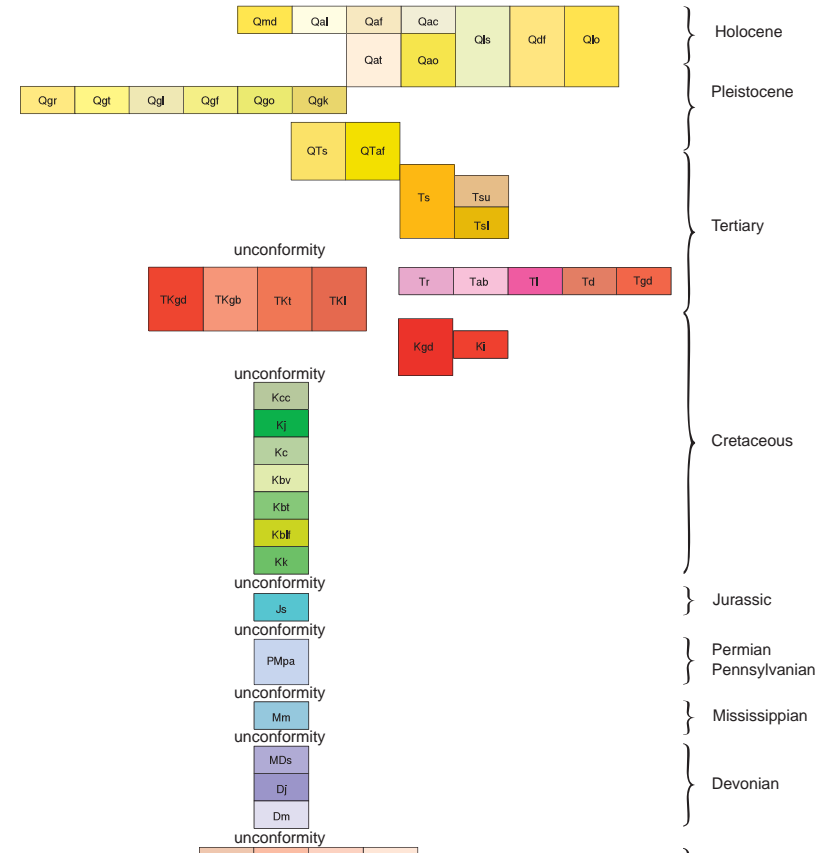 Qmd Qal Qaf Qac Qls Qdf Qlo Holocene
Qat Qao
Qgr Qgt Qgl Qgf Qgo Qgk Pleistocene
QTs QTaf
Ts Tsu
Tsl Tertiary
unconformity
TKgd TKgb TKt TKl Tr Tab Tl Td Tgd
Kgd Ki
unconformity
Kcc
Kj
Kc Cretaceous
Kbv
Kbt
Kblf
Kk
unconformity
Js Jurassic
unconformity
PMpa Permian
Pennsylvanian
unconformity
Mm Mississippian
unconformity
MDs
Dj Devonian
Dm
unconformity